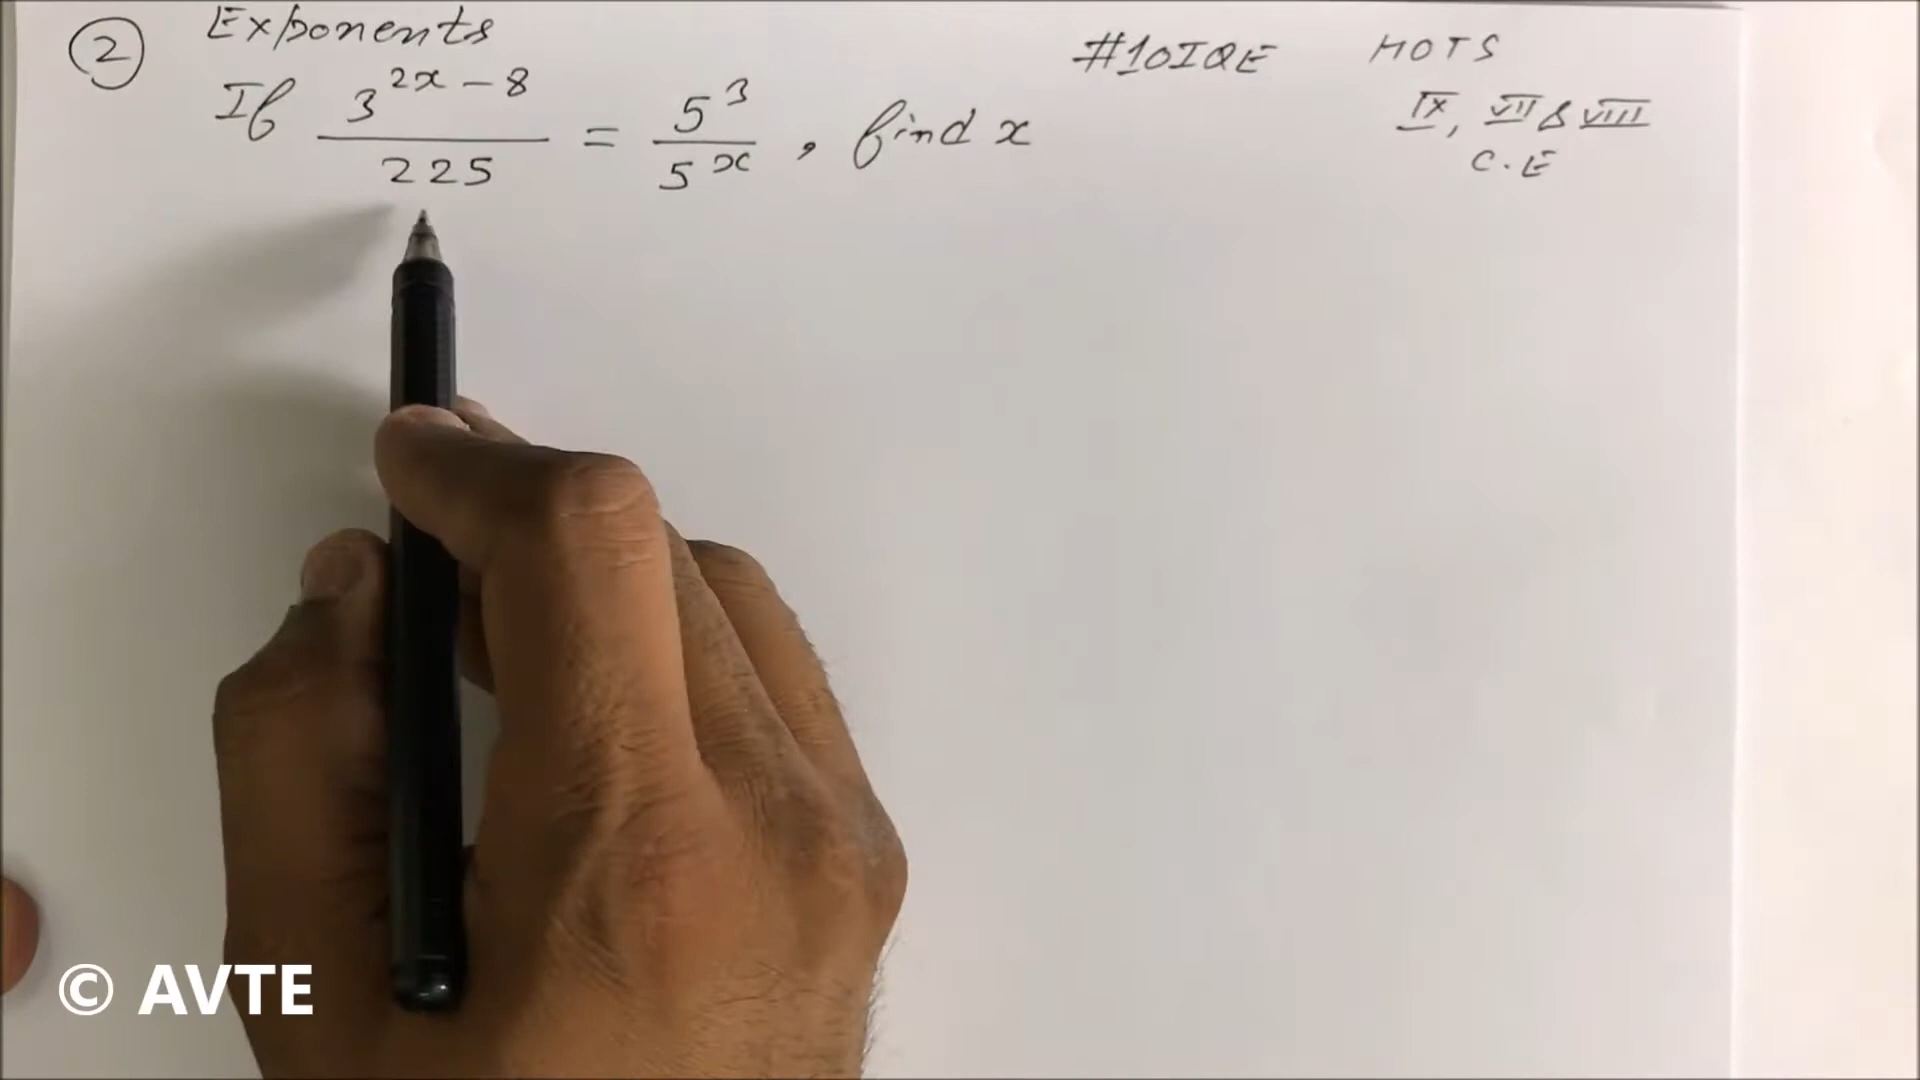 ② Exponents
If 3^(2x-8) / 225 = 5^3 / 5^x, find x
#10IQE HOTS
IX, VII & VIII
C.E
© AVTE